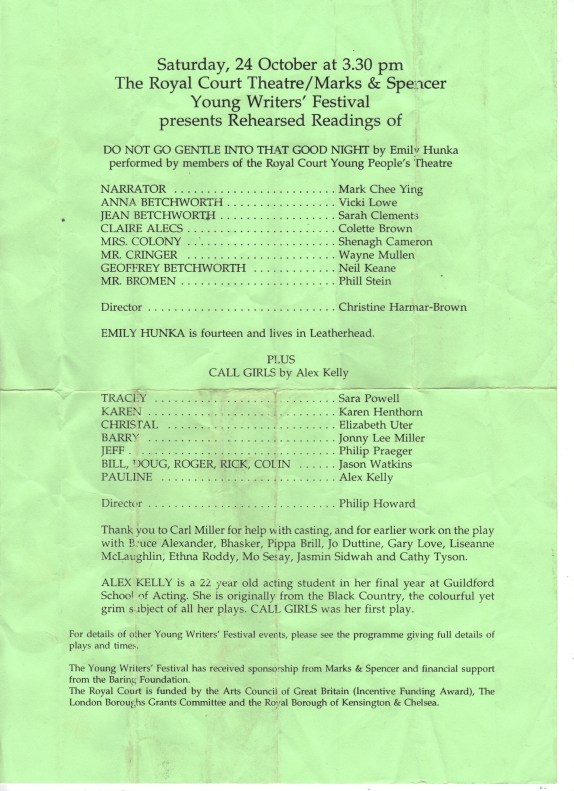 Saturday, 24 October at 3.30 pm
The Royal Court Theatre/Marks & Spencer
Young Writers' Festival
presents Rehearsed Readings of
DO NOT GO GENTLE INTO THAT GOOD NIGHT by Emily Hunka
performed by members of the Royal Court Young People's Theatre
NARRATOR ........................ Mark Chee Ying
ANNA BETCHWORTH ................ Vicki Lowe
JEAN BETCHWORTH ................. Sarah Clements
CLAIRE ALECS ...................... Colette Brown
MRS. COLONY ...................... Shenagh Cameron
MR. CRINGER ...................... Wayne Mullen
GEOFFREY BETCHWORTH ............ Neil Keane
MR. BROMEN ...................... Phill Stein
Director ............................ Christine Harmar-Brown
EMILY HUNKA is fourteen and lives in Leatherhead.
PLUS
CALL GIRLS by Alex Kelly
TRACEY ............................ Sara Powell
KAREN ............................ Karen Henthorn
CHRISTAL ......................... Elizabeth Uter
BARRY ............................ Jonny Lee Miller
JEFF ............................... Philip Praeger
BILL, DOUG, ROGER, RICK, COLIN ...... Jason Watkins
PAULINE .......................... Alex Kelly
Director ............................ Philip Howard
Thank you to Carl Miller for help with casting, and for earlier work on the play
with Bruce Alexander, Bhasker, Pippa Brill, Jo Duttine, Gary Love, Liseanne
McLaughlin, Ethna Roddy, Mo Sesay, Jasmin Sidwah and Cathy Tyson.
ALEX KELLY is a 22 year old acting student in her final year at Guildford
School of Acting. She is originally from the Black Country, the colourful yet
grim subject of all her plays. CALL GIRLS was her first play.
For details of other Young Writers' Festival events, please see the programme giving full details of
plays and times.
The Young Writers' Festival has received sponsorship from Marks & Spencer and financial support
from the Baring Foundation.
The Royal Court is funded by the Arts Council of Great Britain (Incentive Funding Award), The
London Boroughs Grants Committee and the Royal Borough of Kensington & Chelsea.